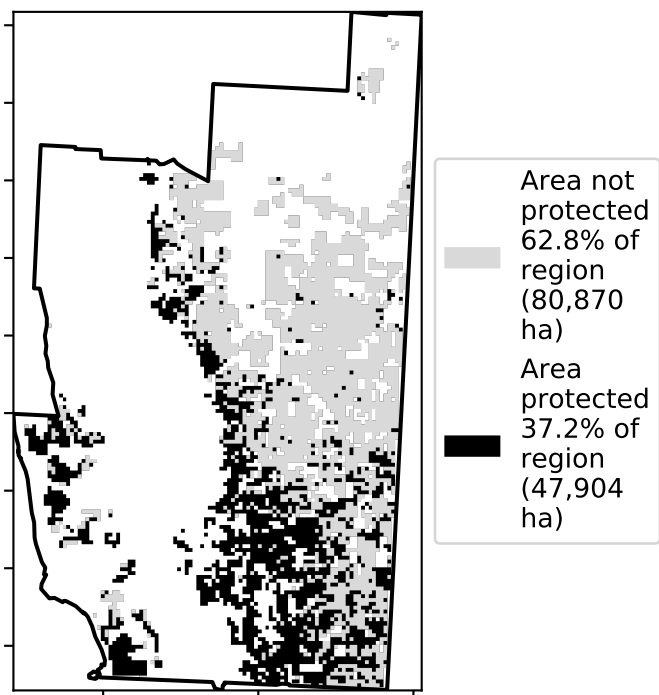 Area not
protected
62.8% of
region
(80,870
ha)
Area
protected
37.2% of
region
(47,904
ha)